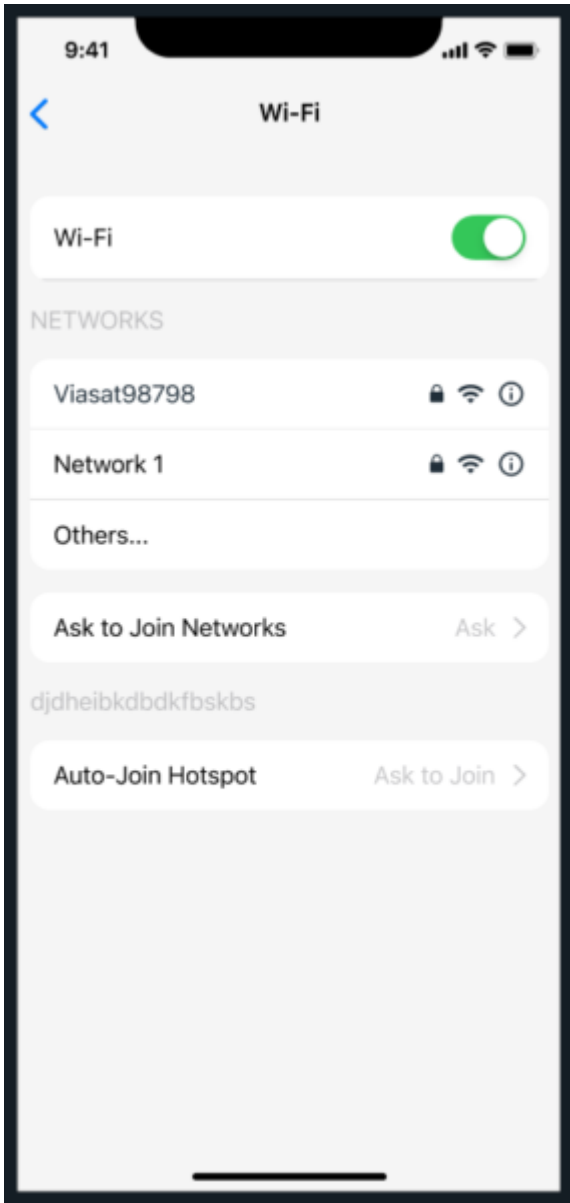 9:41
Wi-Fi
Wi-Fi
NETWORKS
Viasat98798
Network 1
Others...
Ask to Join Networks Ask
djdheibkdbdkfbskbs
Auto-Join Hotspot Ask to Join